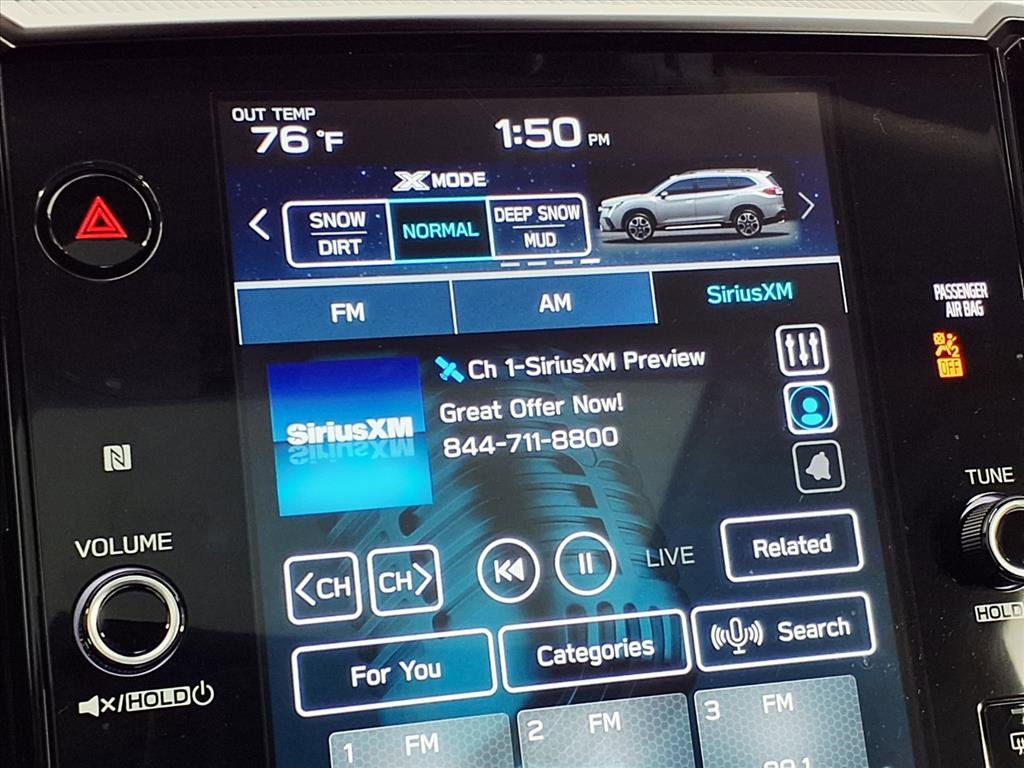 OUT TEMP
76 °F
1:50 PM
X MODE
SNOW
DIRT
NORMAL
DEEP SNOW
MUD
FM
AM
SiriusXM
PASSENGER
AIR BAG
2
OFF
Ch 1-SiriusXM Preview
Great Offer Now!
844-711-8800
SiriusXM
TUNE
VOLUME
<CH
CH>
LIVE
Related
HOLD
For You
Categories
Search
×/HOLD
1 FM
2 FM
3 FM